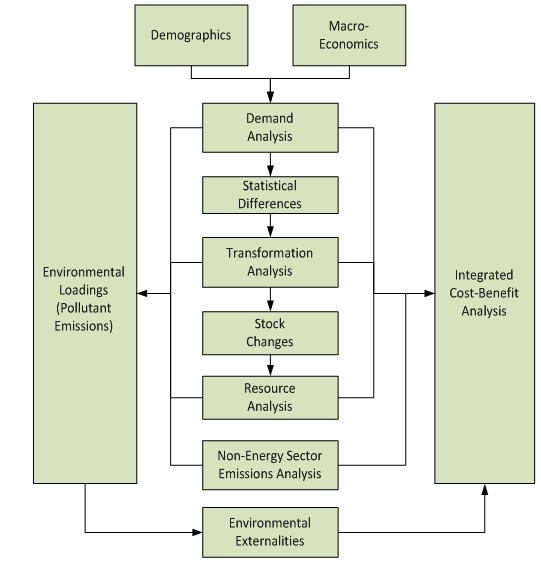 Demographics
Macro-
Economics
Demand
Analysis
Statistical
Differences
Transformation
Analysis
Environmental
Loadings
(Pollutant
Emissions)
Integrated
Cost-Benefit
Analysis
Stock
Changes
Resource
Analysis
Non-Energy Sector
Emissions Analysis
Environmental
Externalities